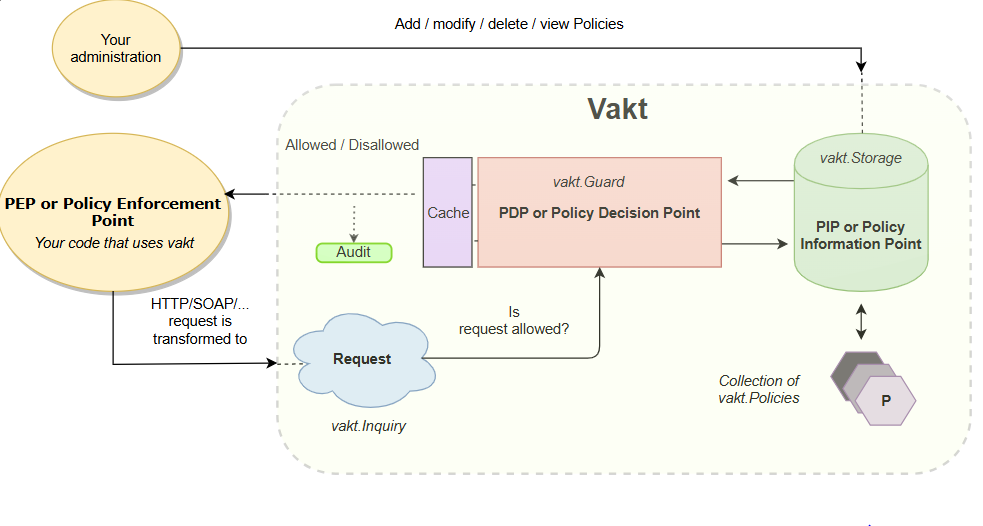 Add / modify / delete / view Policies
Your
administration
Vakt
Allowed / Disallowed
vakt.Storage
vakt.Guard
Cache
PDP or Policy Decision Point
PEP or Policy Enforcement
Point
Your code that uses vakt
PIP or Policy
Information Point
Audit
HTTP/SOAP/...
request is
transformed to
Is
request allowed?
Request
vakt.Inquiry
Collection of
vakt.Policies
P